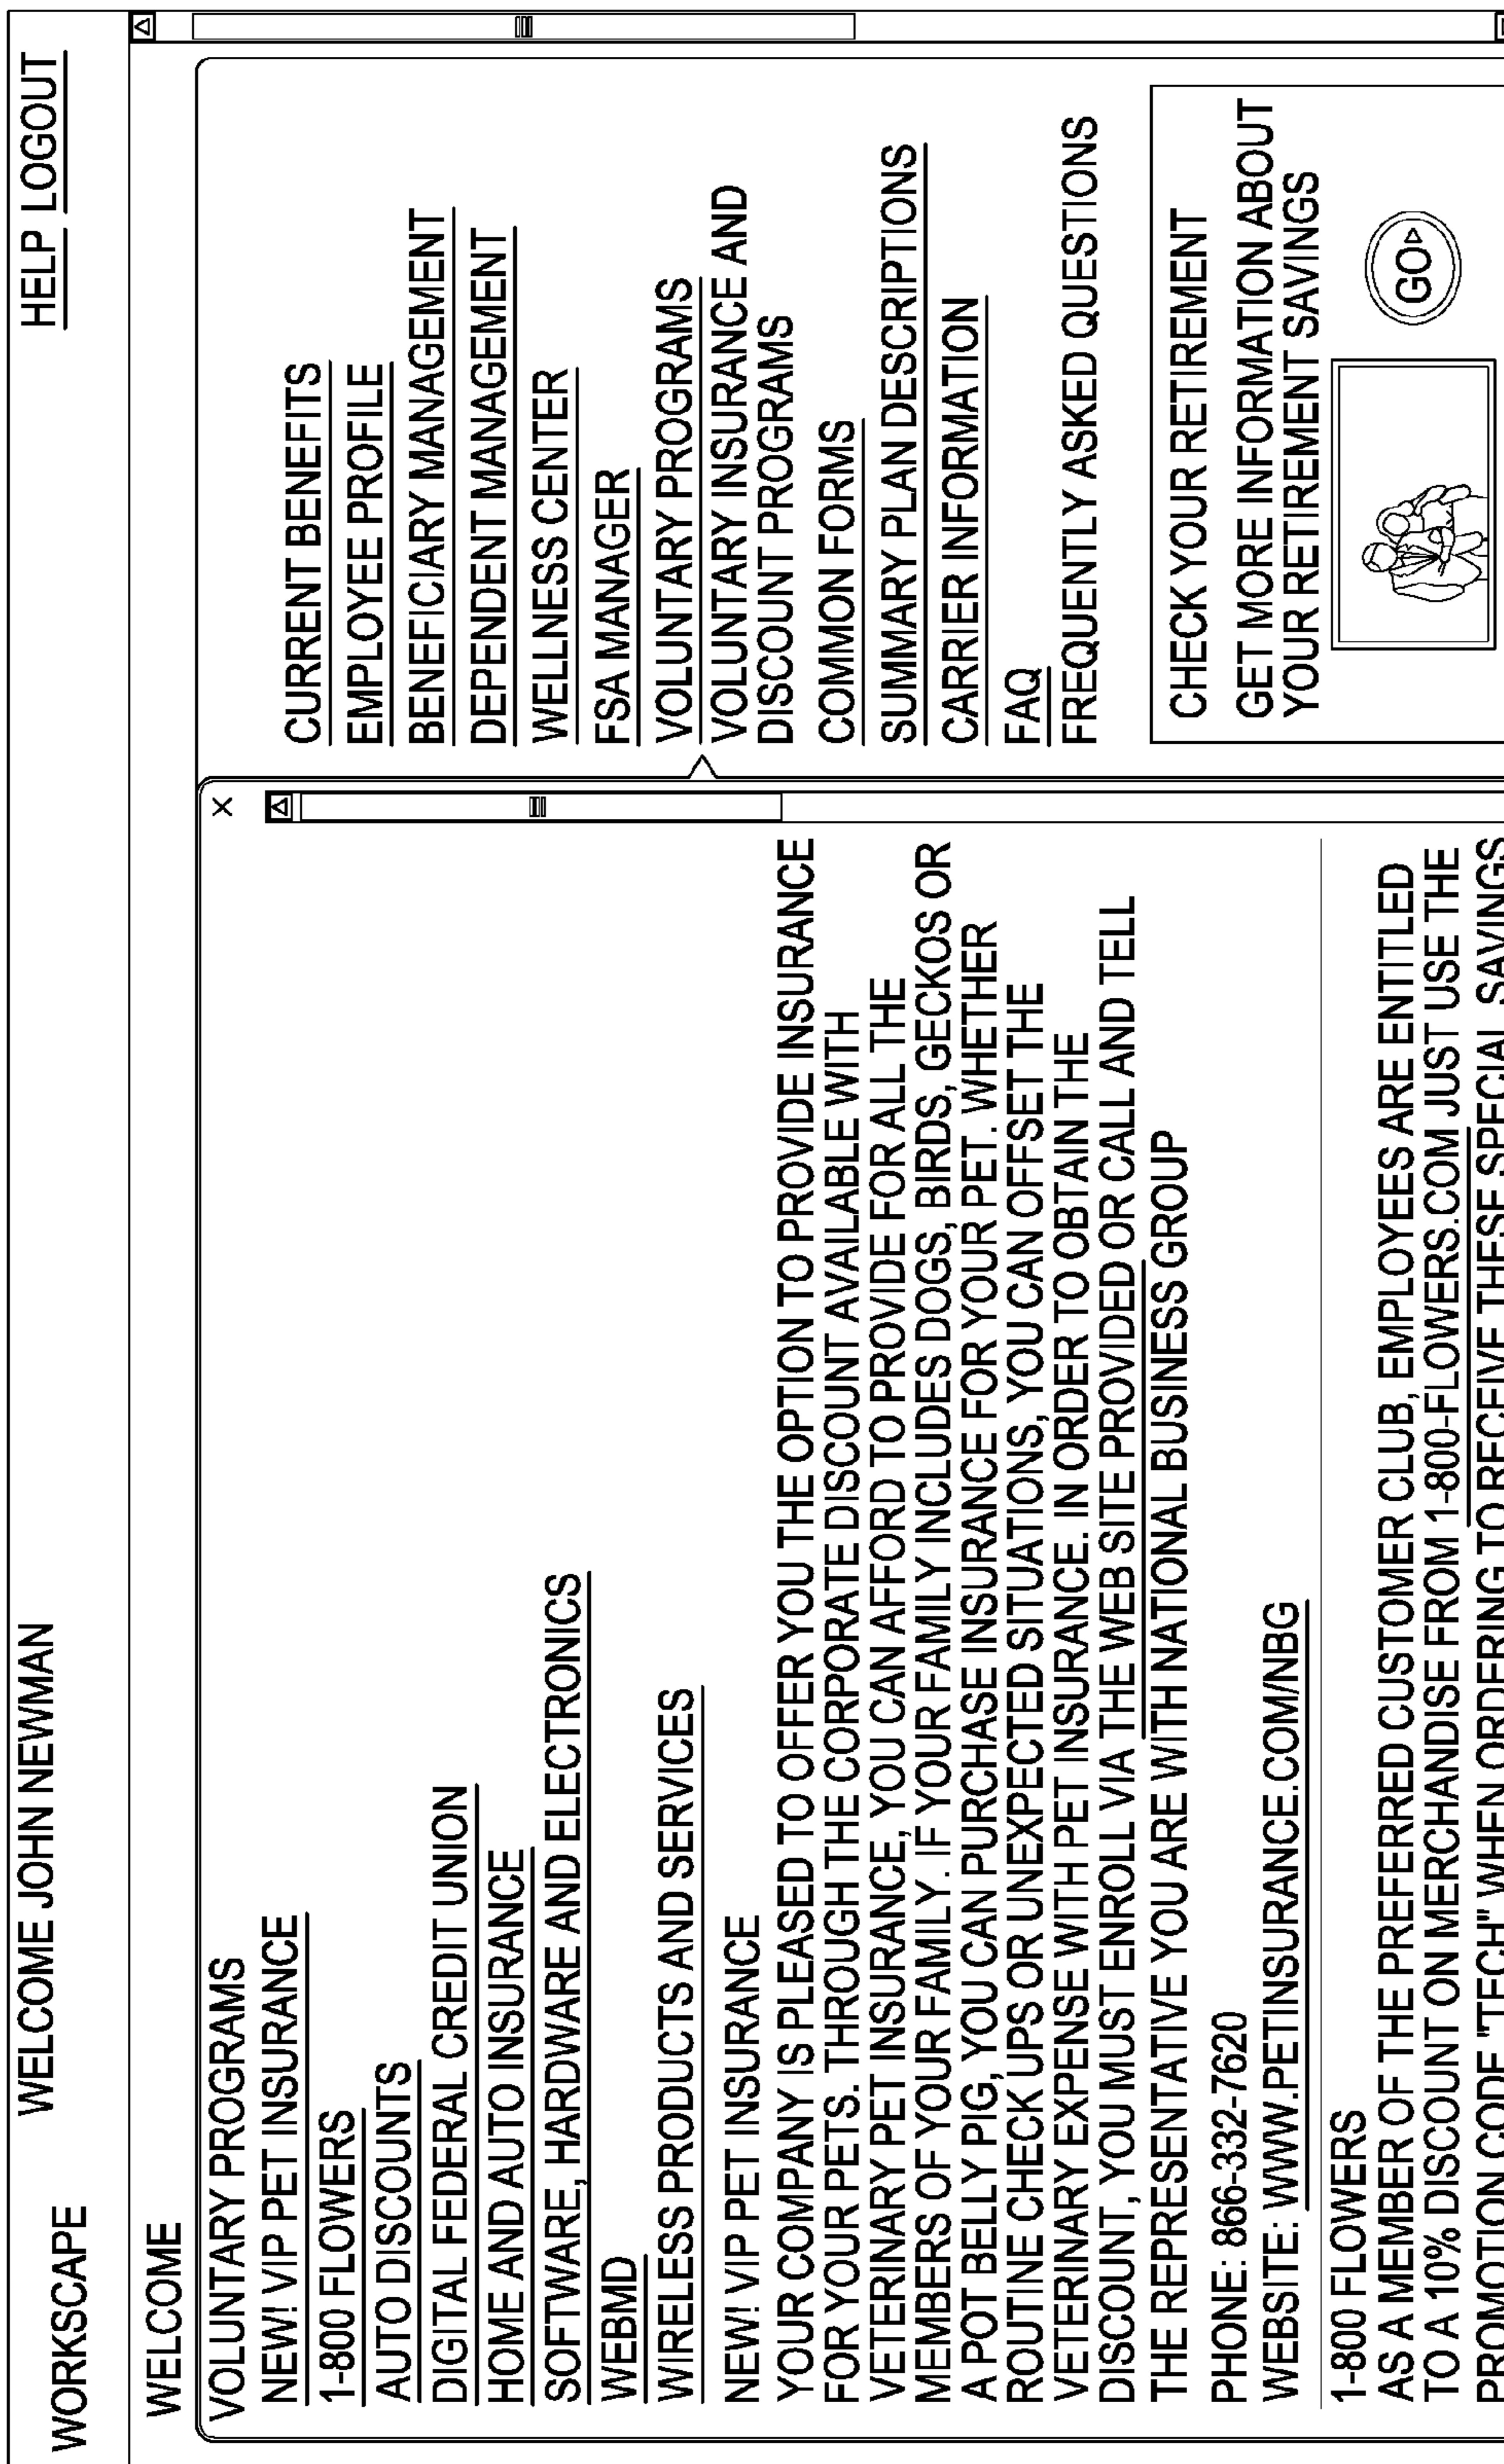 WORKSCAPE
WELCOME JOHN NEWMAN
HELP LOGOUT
WELCOME
VOLUNTARY PROGRAMS
NEW! VIP PET INSURANCE
1-800 FLOWERS
AUTO DISCOUNTS
DIGITAL FEDERAL CREDIT UNION
HOME AND AUTO INSURANCE
SOFTWARE, HARDWARE AND ELECTRONICS
WEBMD
WIRELESS PRODUCTS AND SERVICES
NEW! VIP PET INSURANCE
YOUR COMPANY IS PLEASED TO OFFER YOU THE OPTION TO PROVIDE INSURANCE
FOR YOUR PETS. THROUGH THE CORPORATE DISCOUNT AVAILABLE WITH
VETERINARY PET INSURANCE, YOU CAN AFFORD TO PROVIDE FOR ALL THE
MEMBERS OF YOUR FAMILY. IF YOUR FAMILY INCLUDES DOGS, BIRDS, GECKOS OR
A POT BELLY PIG, YOU CAN PURCHASE INSURANCE FOR YOUR PET. WHETHER
ROUTINE CHECK UPS OR UNEXPECTED SITUATIONS, YOU CAN OFFSET THE
VETERINARY EXPENSE WITH PET INSURANCE. IN ORDER TO OBTAIN THE
DISCOUNT, YOU MUST ENROLL VIA THE WEB SITE PROVIDED OR CALL AND TELL
THE REPRESENTATIVE YOU ARE WITH NATIONAL BUSINESS GROUP
PHONE: 866-332-7620
WEBSITE: WWW.PETINSURANCE.COM/NBG
1-800 FLOWERS
AS A MEMBER OF THE PREFERRED CUSTOMER CLUB, EMPLOYEES ARE ENTITLED
TO A 10% DISCOUNT ON MERCHANDISE FROM 1-800-FLOWERS.COM JUST USE THE
PROMOTION CODE "TECH" WHEN ORDERING TO RECEIVE THESE SPECIAL SAVINGS
X
CURRENT BENEFITS
EMPLOYEE PROFILE
BENEFICIARY MANAGEMENT
DEPENDENT MANAGEMENT
WELLNESS CENTER
FSA MANAGER
VOLUNTARY PROGRAMS
VOLUNTARY INSURANCE AND
DISCOUNT PROGRAMS
COMMON FORMS
SUMMARY PLAN DESCRIPTIONS
CARRIER INFORMATION
FAQ
FREQUENTLY ASKED QUESTIONS
CHECK YOUR RETIREMENT
GET MORE INFORMATION ABOUT
YOUR RETIREMENT SAVINGS
GO